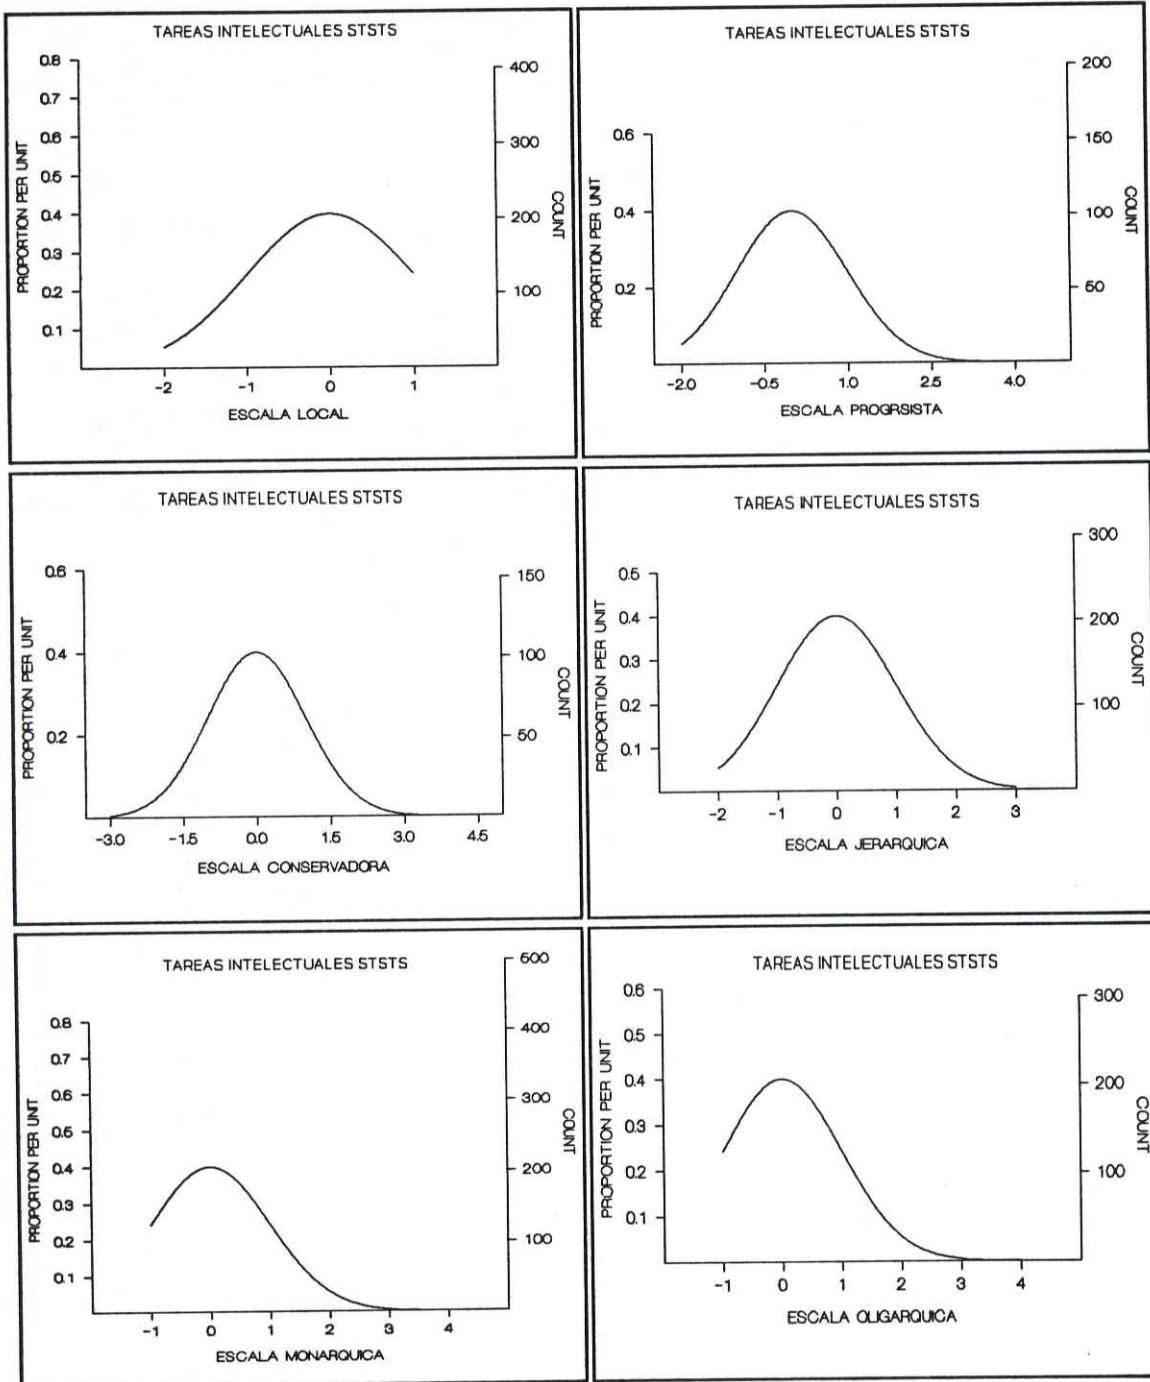 TAREAS INTELECTUALES STSTS
PROPORTION PER UNIT
0.8
0.7
0.6
0.5
0.4
0.3
0.2
0.1
400
300
200
100
COUNT
-2 -1 0 1
ESCALA LOCAL
TAREAS INTELECTUALES STSTS
PROPORTION PER UNIT
0.6
0.4
0.2
200
150
100
50
COUNT
-2.0 -0.5 1.0 2.5 4.0
ESCALA PROGRSISTA
TAREAS INTELECTUALES STSTS
PROPORTION PER UNIT
0.6
0.4
0.2
150
100
50
COUNT
-3.0 -1.5 0.0 1.5 3.0 4.5
ESCALA CONSERVADORA
TAREAS INTELECTUALES STSTS
PROPORTION PER UNIT
0.5
0.4
0.3
0.2
0.1
300
200
100
COUNT
-2 -1 0 1 2 3
ESCALA JERARQUICA
TAREAS INTELECTUALES STSTS
PROPORTION PER UNIT
0.8
0.7
0.6
0.5
0.4
0.3
0.2
0.1
600
400
300
200
100
COUNT
-1 0 1 2 3 4
ESCALA MONARQUICA
TAREAS INTELECTUALES STSTS
PROPORTION PER UNIT
0.6
0.5
0.4
0.3
0.2
0.1
300
200
100
COUNT
-1 0 1 2 3 4
ESCALA OLIGARQUICA